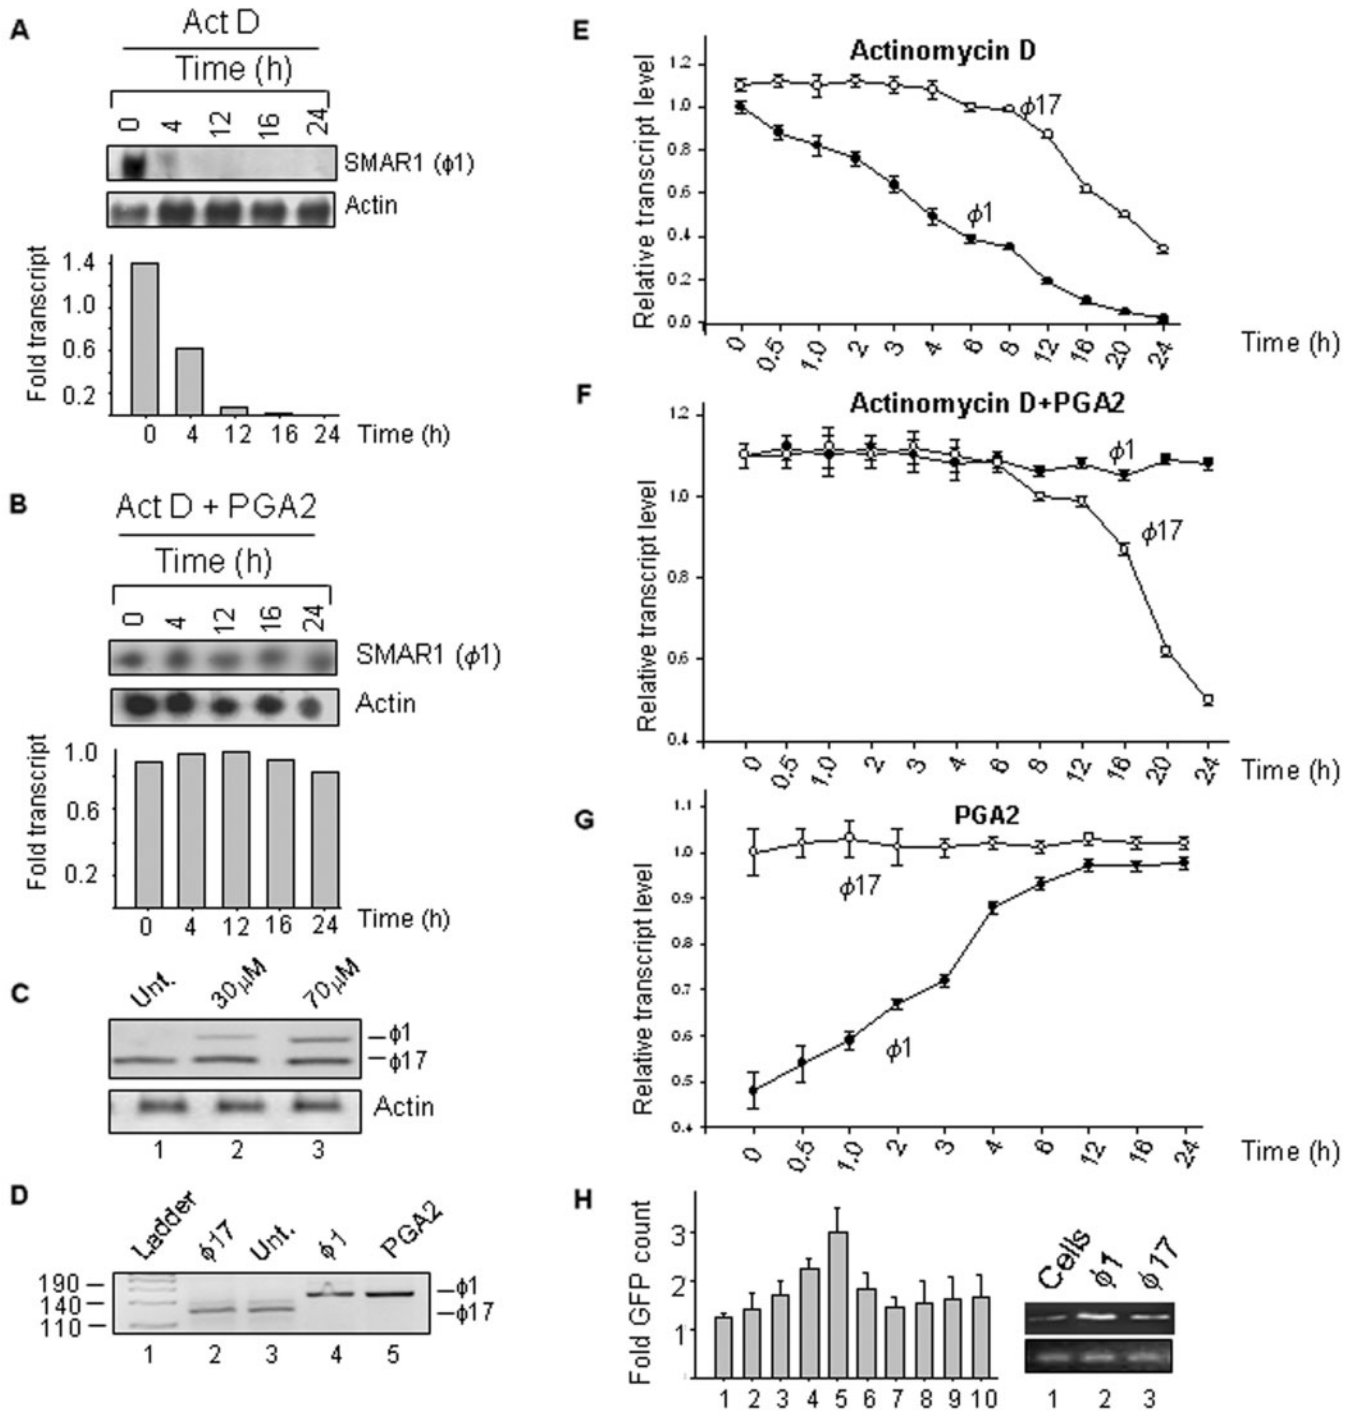 A
Act D
Time (h)
0 4 12 16 24
SMAR1 (ϕ1)
Actin
Fold transcript
1.4
1.0
0.6
0.2
0 4 12 16 24 Time (h)
B
Act D + PGA2
Time (h)
0 4 12 16 24
SMAR1 (ϕ1)
Actin
Fold transcript
1.0
0.6
0.2
0 4 12 16 24 Time (h)
C
Unt. 30µM 70µM
ϕ1
ϕ17
Actin
1 2 3
D
Ladder ϕ17 Unt. ϕ1 PGA2
190
140
110
ϕ1
ϕ17
1 2 3 4 5
E
Actinomycin D
Relative transcript level
1.2
1.0
0.8
0.6
0.4
0.2
0.0
ϕ17
ϕ1
0 0.5 1.0 2 3 4 6 8 12 16 20 24 Time (h)
F
Actinomycin D+PGA2
Relative transcript level
1.2
1.0
0.8
0.6
0.4
ϕ1
ϕ17
0 0.5 1.0 2 3 4 6 8 12 16 20 24 Time (h)
G
PGA2
Relative transcript level
1.1
1.0
0.9
0.8
0.7
0.6
0.5
0.4
ϕ17
ϕ1
0 0.5 1.0 2 3 4 6 12 16 24 Time (h)
H
Fold GFP count
3
2
1
1 2 3 4 5 6 7 8 9 10
Cells ϕ1 ϕ17
1 2 3